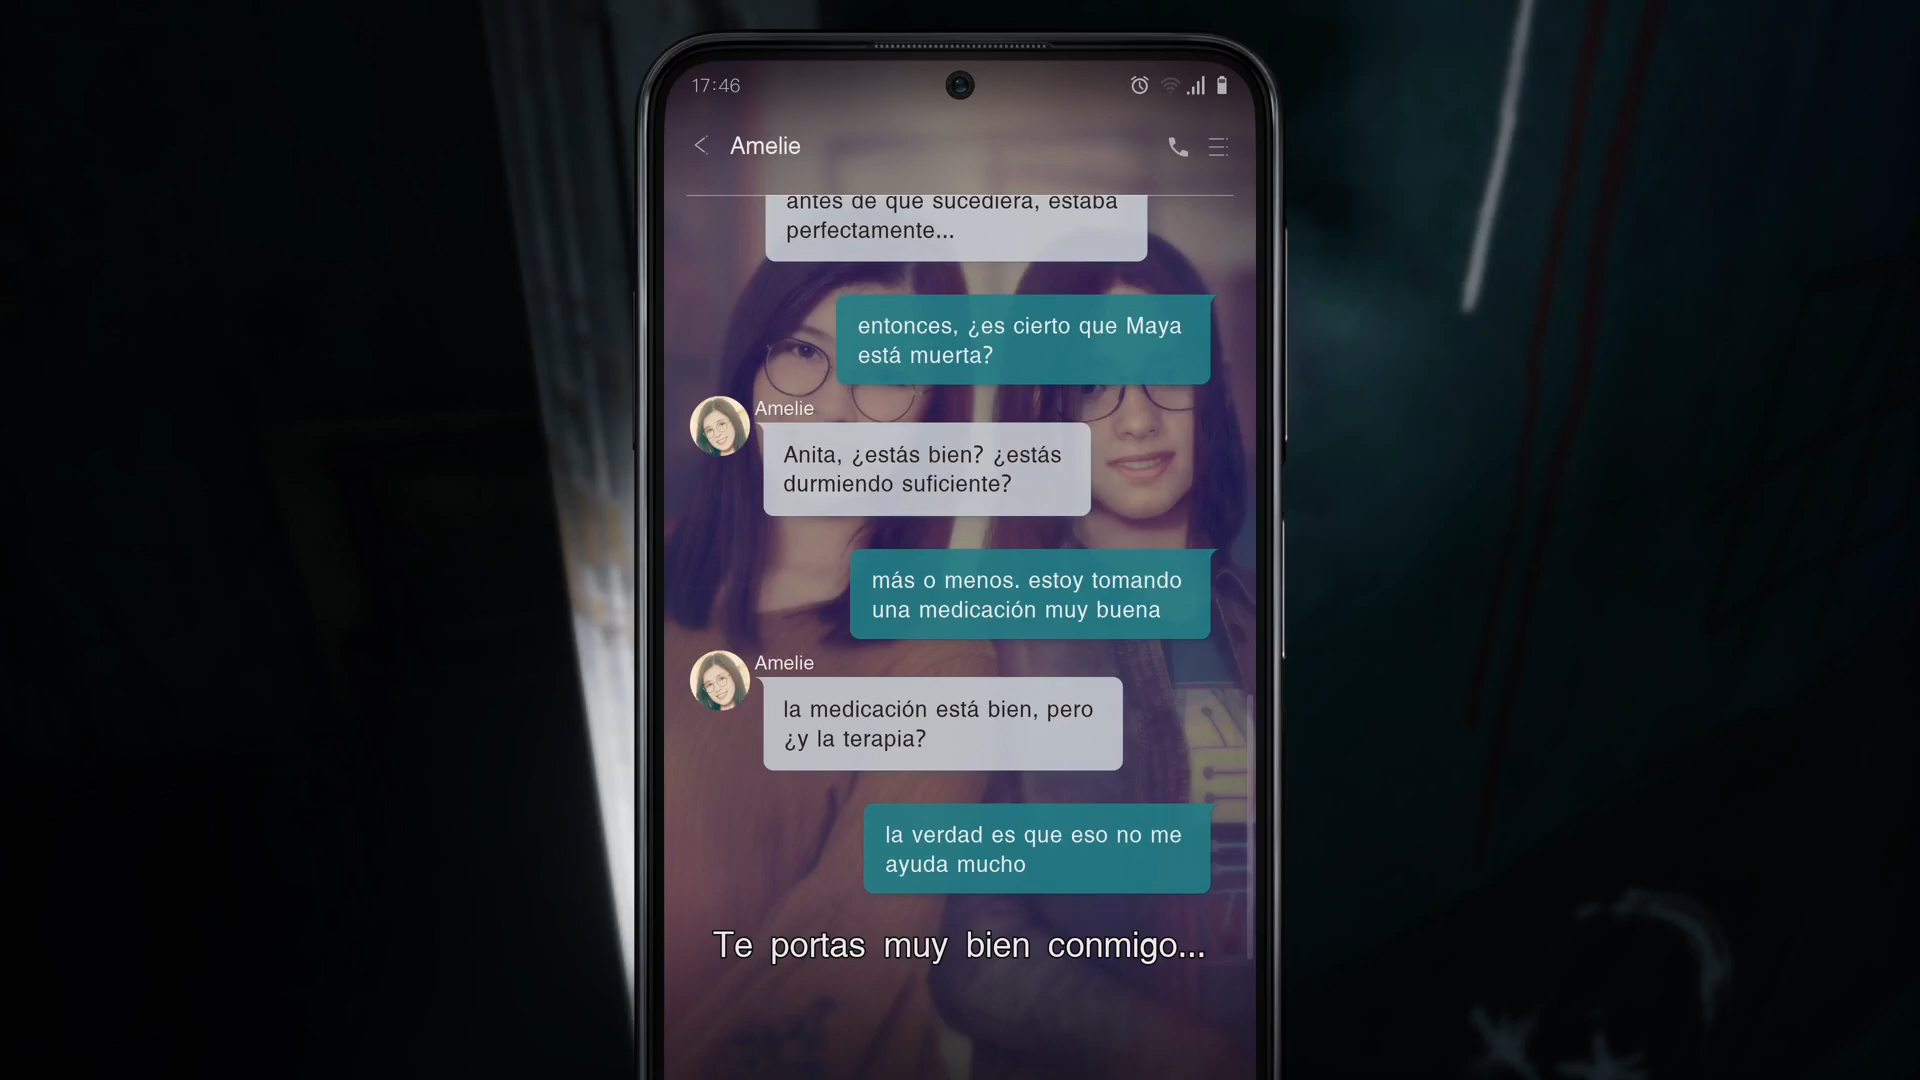 17:46
Amelie
antes de que sucediera, estaba
perfectamente...
entonces, ¿es cierto que Maya
está muerta?
Amelie
Anita, ¿estás bien? ¿estás
durmiendo suficiente?
más o menos. estoy tomando
una medicación muy buena
Amelie
la medicación está bien, pero
¿y la terapia?
la verdad es que eso no me
ayuda mucho
Te portas muy bien conmigo...